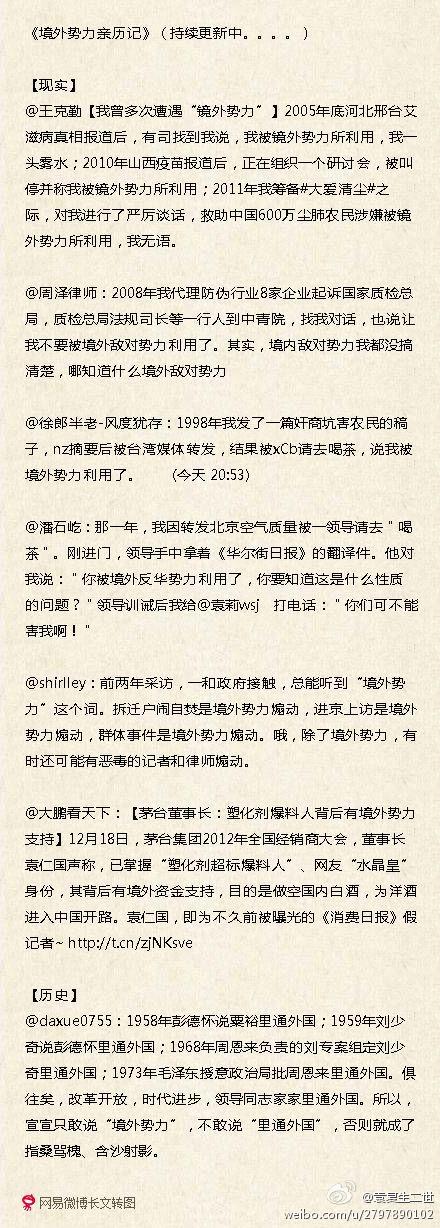 《境外势力亲历记》（持续更新中。。。。）
【现实】
@王克勤【我曾多次遭遇“镜外势力”】2005年底河北邢台艾
滋病真相报道后，有司找到我说，我被镜外势力所利用，我一
头雾水；2010年山西疫苗报道后，正在组织一个研讨会，被叫
停并称我被镜外势力所利用；2011年我筹备#大爱清尘#之
际，对我进行了严厉谈话，救助中国600万尘肺农民涉嫌被镜
外势力所利用，我无语。
@周泽律师：2008年我代理防伪行业8家企业起诉国家质检总
局，质检总局法规司长等一行人到中青院，找我对话，也说让
我不要被境外敌对势力利用了。其实，境内敌对势力我都没搞
清楚，哪知道什么境外敌对势力
@徐郎半老-风度犹存：1998年我发了一篇奸商坑害农民的稿
子，nz摘要后被台湾媒体转发，结果被xCb请去喝茶，说我被
境外势力利用了。 （今天 20:53）
@潘石屹：那一年，我因转发北京空气质量被一领导请去＂喝
茶＂。刚进门，领导手中拿着《华尔街日报》的翻译件。他对
我说：＂你被境外反华势力利用了，你要知道这是什么性质
的问题？＂领导训诫后我给@袁莉wsj 打电话：＂你们可不能
害我啊！＂
@shirlley：前两年采访，一和政府接触，总能听到“境外势
力”这个词。拆迁户闹自焚是境外势力煽动，进京上访是境外
势力煽动，群体事件是境外势力煽动。哦，除了境外势力，有
时还可能有恶毒的记者和律师煽动。
@大鹏看天下：【茅台董事长：塑化剂爆料人背后有境外势力
支持】12月18日，茅台集团2012年全国经销商大会，董事长
袁仁国声称，已掌握“塑化剂超标爆料人”、网友“水晶皇”
身份，其背后有境外资金支持，目的是做空国内白酒，为洋酒
进入中国开路。袁仁国，即为不久前被曝光的《消费日报》假
记者~ http://t.cn/zjNKsve
【历史】
@daxue0755：1958年彭德怀说粟裕里通外国；1959年刘少
奇说彭德怀里通外国；1968年周恩来负责的刘专案组定刘少
奇里通外国；1973年毛泽东授意政治局批周恩来里通外国。俱
往矣，改革开放，时代进步，领导同志家家里通外国。所以，
宣宣只敢说“境外势力”，不敢说“里通外国”，否则就成了
指桑骂槐、含沙射影。
网易微博长文转图
@袁复生二世
weibo.com/u/2797890102